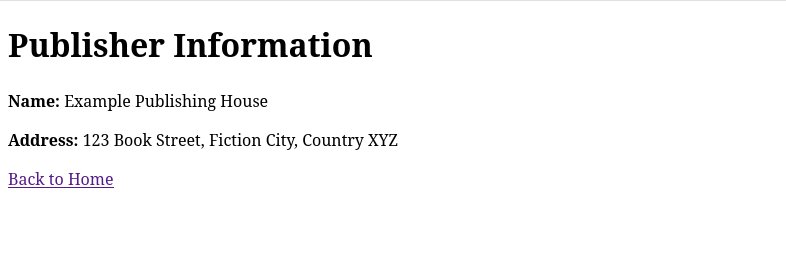 Publisher Information
Name: Example Publishing House
Address: 123 Book Street, Fiction City, Country XYZ
Back to Home